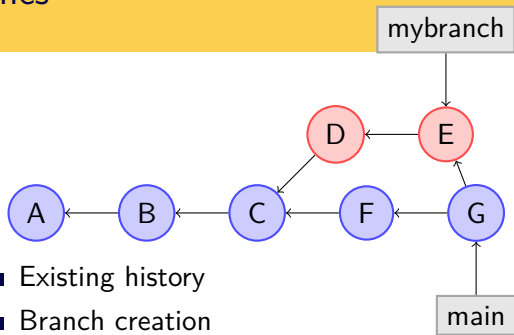 mybranch
D E
A B C F G
Existing history
Branch creation
main